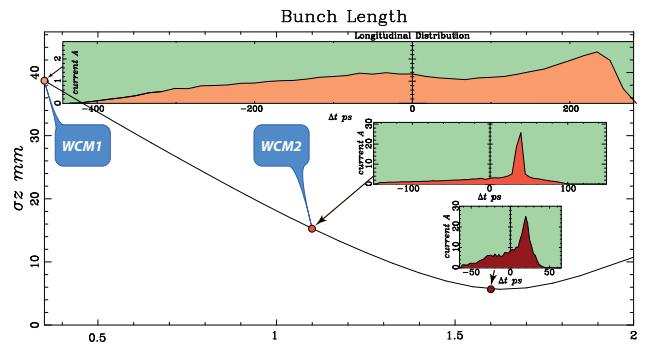 Bunch Length
Longitudinal Distribution
current A
0 1 2
−400 −200 0 200
Δt ps
WCM1
WCM2
current A
0 10 20 30
−100 0 100
Δt ps
current A
0 10 20 30
−50 0 50
Δt ps
σz mm
0 10 20 30 40
0.5 1 1.5 2